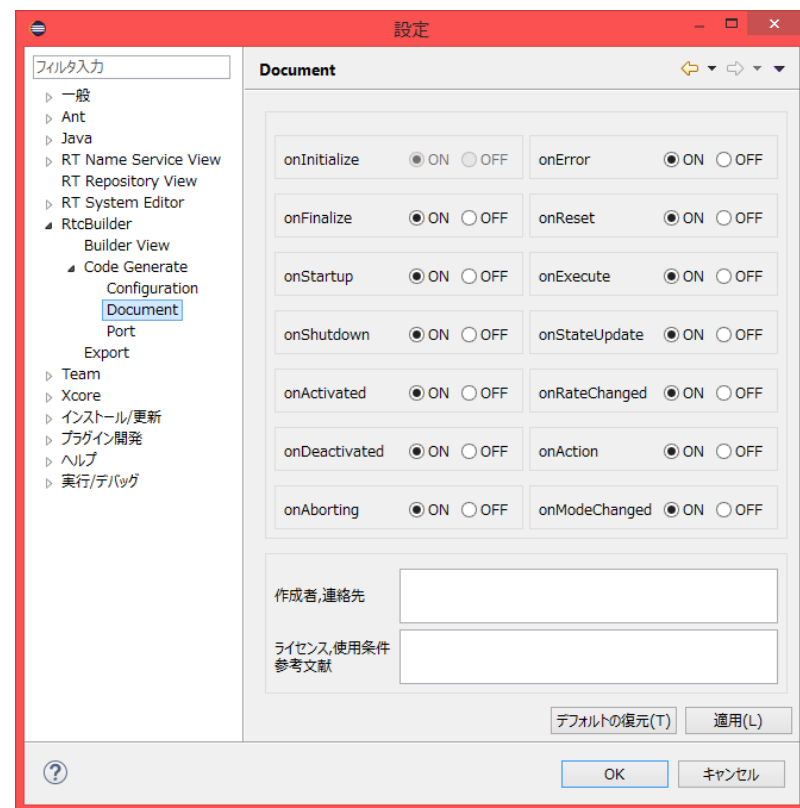 設定
フィルタ入力
一般
Ant
Java
RT Name Service View
RT Repository View
RT System Editor
RtcBuilder
Builder View
Code Generate
Configuration
Document
Port
Export
Team
Xcore
インストール/更新
プラグイン開発
ヘルプ
実行/デバッグ
Document
onInitialize ON OFF onError ON OFF
onFinalize ON OFF onReset ON OFF
onStartup ON OFF onExecute ON OFF
onShutdown ON OFF onStateUpdate ON OFF
onActivated ON OFF onRateChanged ON OFF
onDeactivated ON OFF onAction ON OFF
onAborting ON OFF onModeChanged ON OFF
作成者,連絡先
ライセンス,使用条件
参考文献
デフォルトの復元(T) 適用(L)
? OK キャンセル